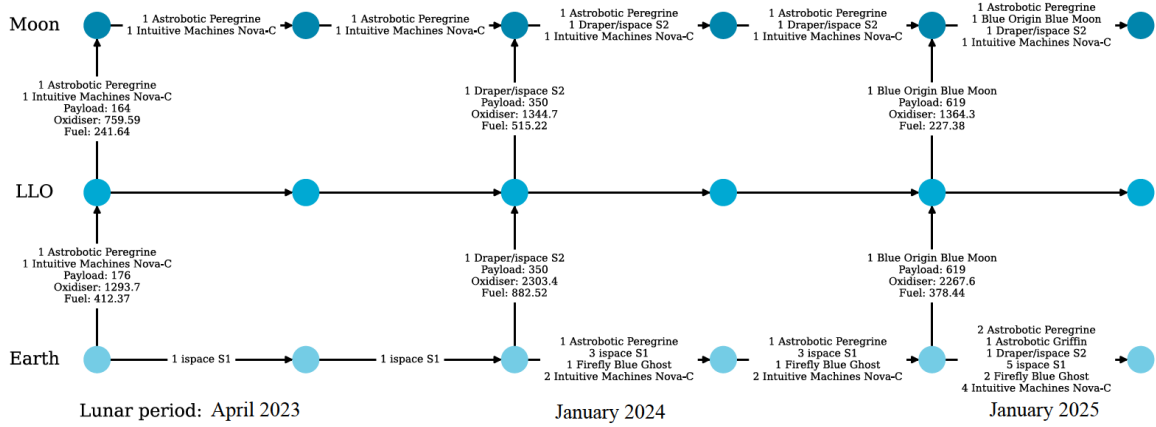 Moon
1 Astrobotic Peregrine
1 Intuitive Machines Nova-C
1 Astrobotic Peregrine
1 Intuitive Machines Nova-C
1 Astrobotic Peregrine
1 Draper/ispace S2
1 Intuitive Machines Nova-C
1 Astrobotic Peregrine
1 Draper/ispace S2
1 Intuitive Machines Nova-C
1 Astrobotic Peregrine
1 Blue Origin Blue Moon
1 Draper/ispace S2
1 Intuitive Machines Nova-C
1 Astrobotic Peregrine
1 Intuitive Machines Nova-C
Payload: 164
Oxidiser: 759.59
Fuel: 241.64
1 Draper/ispace S2
Payload: 350
Oxidiser: 1344.7
Fuel: 515.22
1 Blue Origin Blue Moon
Payload: 619
Oxidiser: 1364.3
Fuel: 227.38
LLO
1 Astrobotic Peregrine
1 Intuitive Machines Nova-C
Payload: 176
Oxidiser: 1293.7
Fuel: 412.37
1 Draper/ispace S2
Payload: 350
Oxidiser: 2303.4
Fuel: 882.52
1 Blue Origin Blue Moon
Payload: 619
Oxidiser: 2267.6
Fuel: 378.44
Earth
1 ispace S1
1 ispace S1
1 Astrobotic Peregrine
3 ispace S1
1 Firefly Blue Ghost
2 Intuitive Machines Nova-C
1 Astrobotic Peregrine
3 ispace S1
1 Firefly Blue Ghost
2 Intuitive Machines Nova-C
2 Astrobotic Peregrine
1 Astrobotic Griffin
1 Draper/ispace S2
5 ispace S1
2 Firefly Blue Ghost
4 Intuitive Machines Nova-C
Lunar period: April 2023
January 2024
January 2025